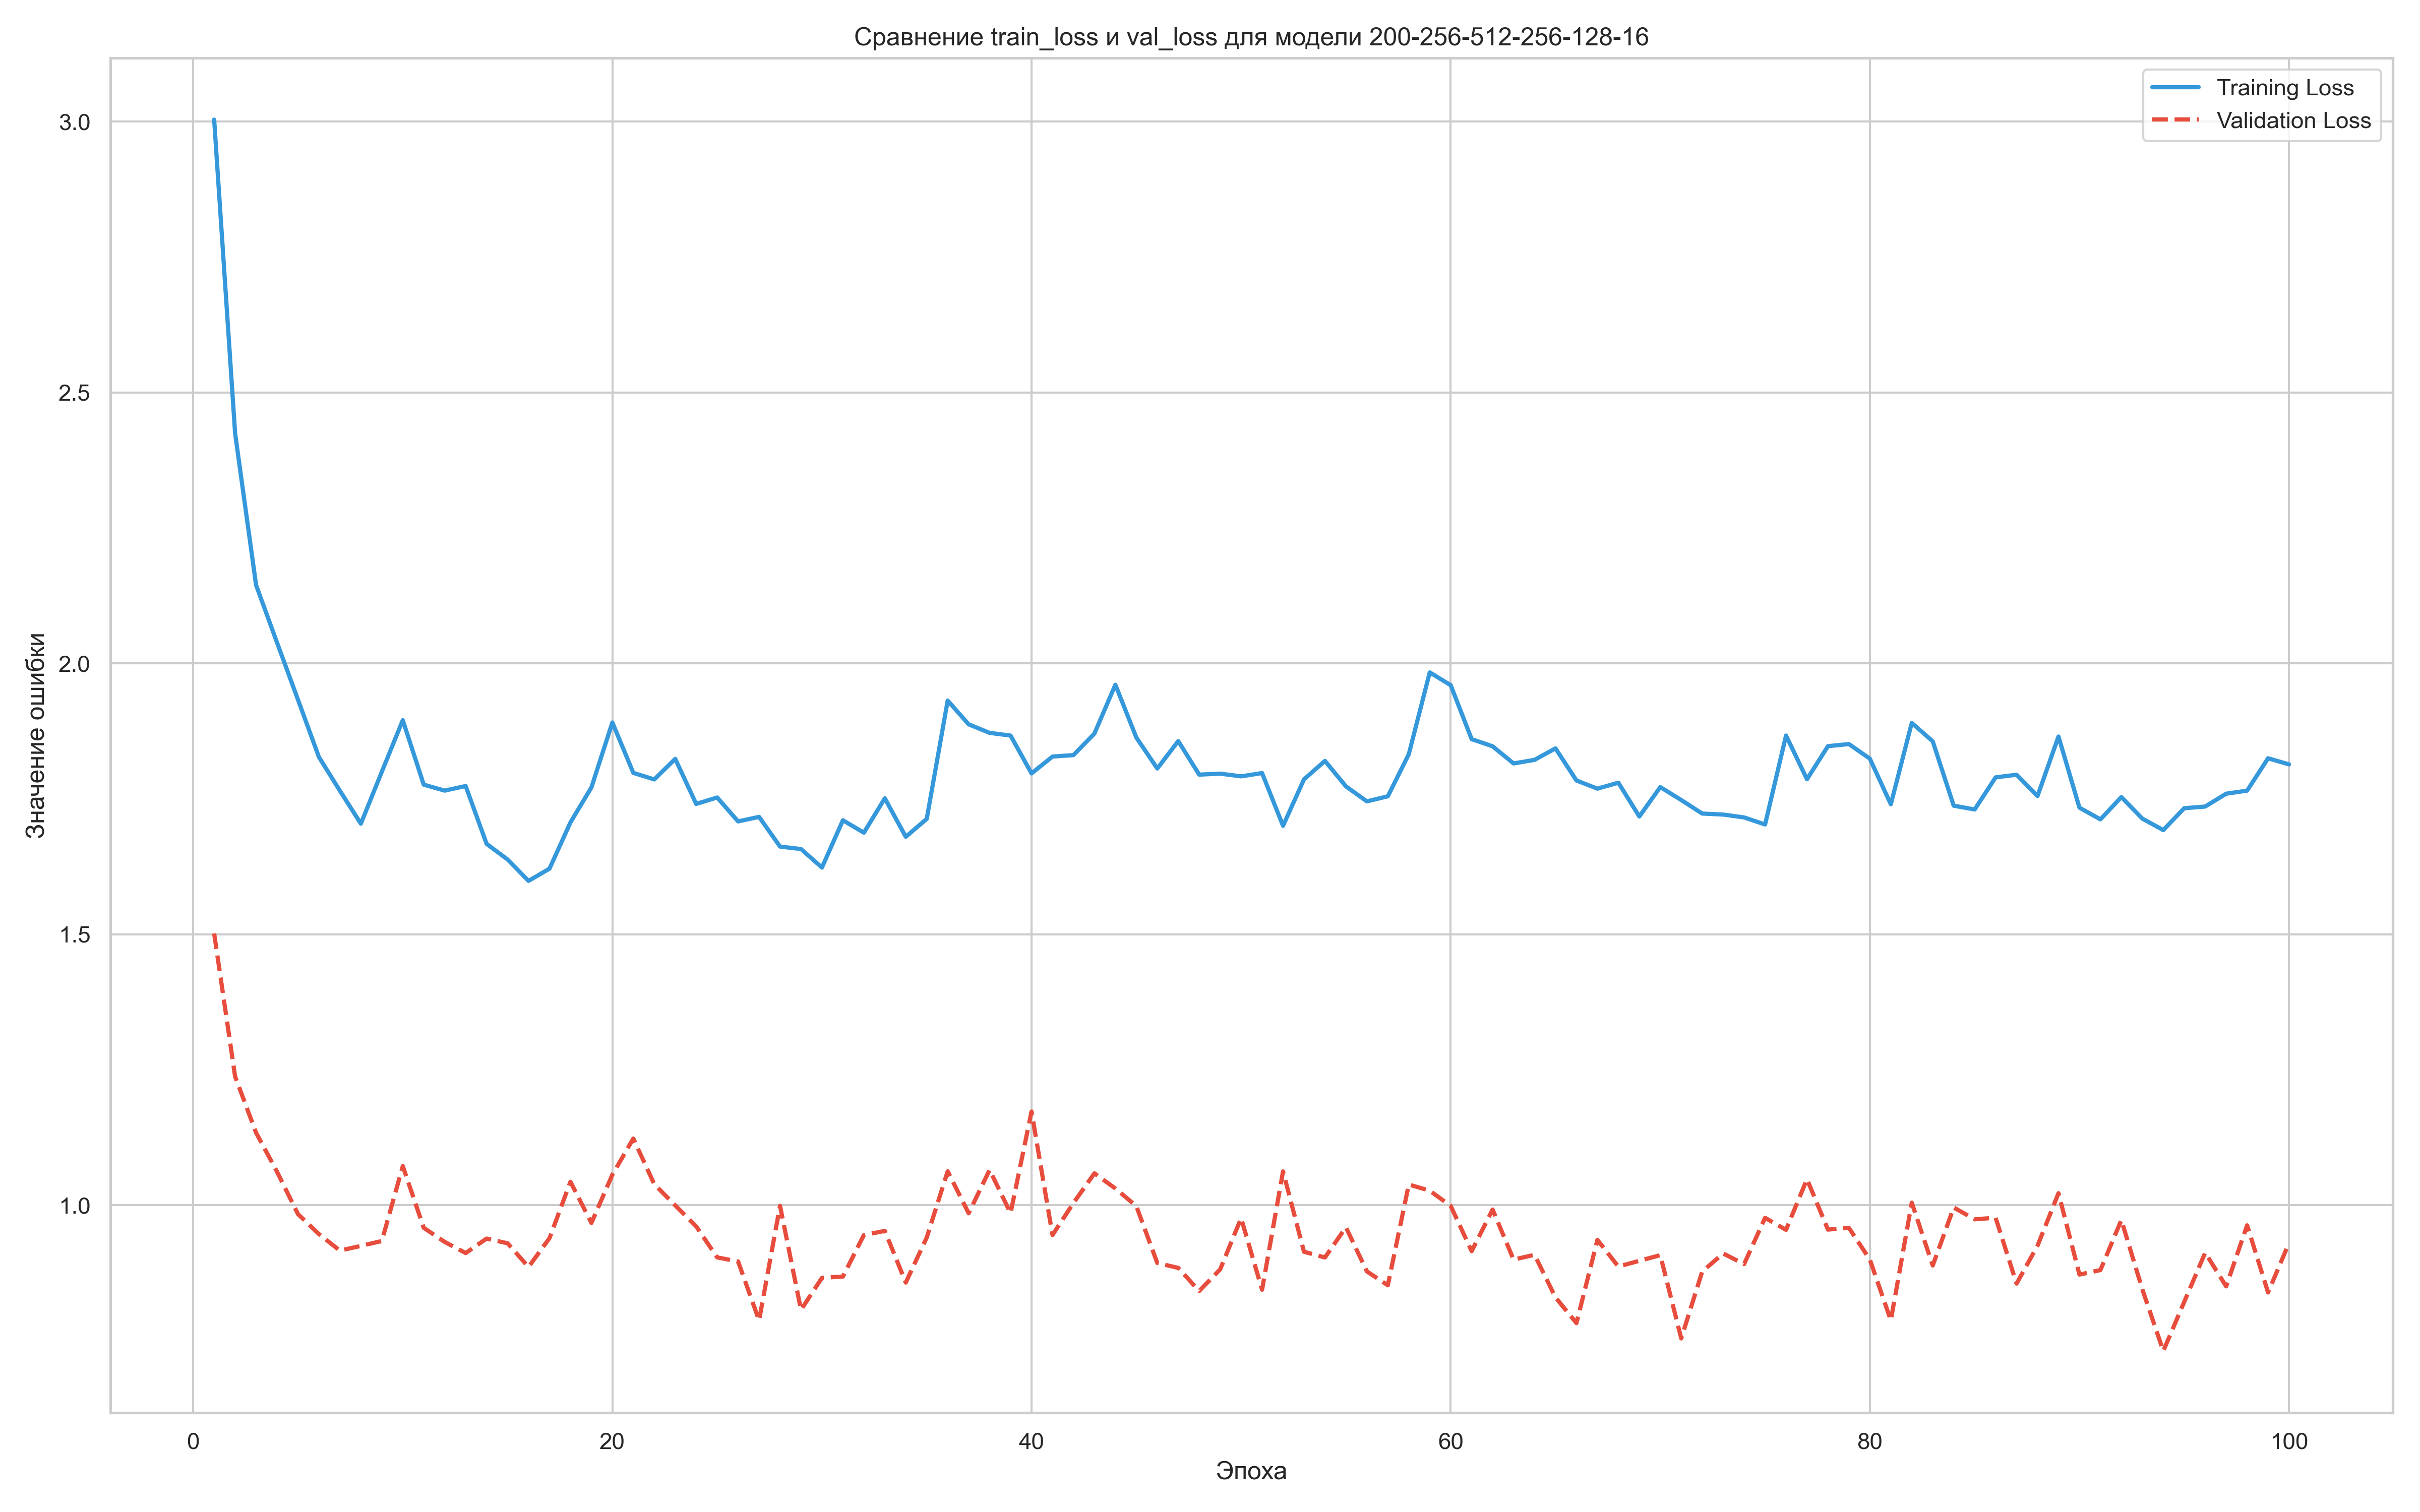 Сравнение train_loss и val_loss для модели 200-256-512-256-128-16
Training Loss
Validation Loss
3.0
2.5
2.0
1.5
1.0
Значение ошибки
0
20
40
60
80
100
Эпоха